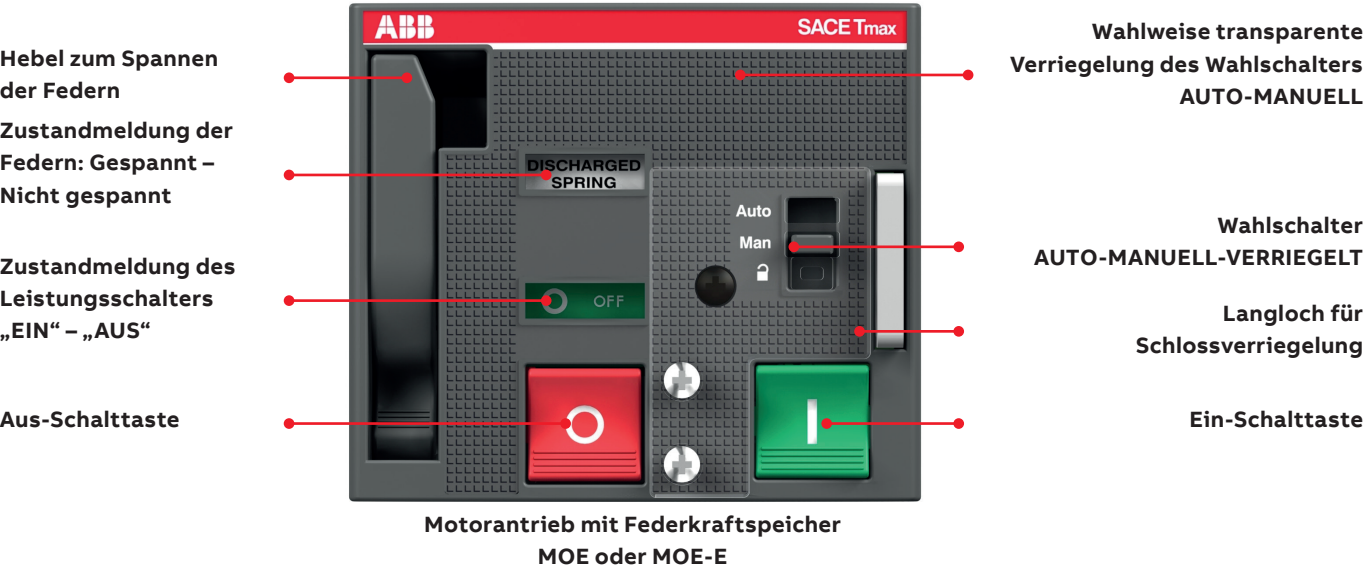 ABB
SACE Tmax
Hebel zum Spannen
der Federn
Zustandmeldung der
Federn: Gespannt –
Nicht gespannt
Zustandmeldung des
Leistungsschalters
„EIN“ – „AUS“
Aus-Schalttaste
DISCHARGED
SPRING
OFF
Auto
Man
Wahlweise transparente
Verriegelung des Wahlschalters
AUTO-MANUELL
Wahlschalter
AUTO-MANUELL-VERRIEGELT
Langloch für
Schlossverriegelung
Ein-Schalttaste
Motorantrieb mit Federkraftspeicher
MOE oder MOE-E